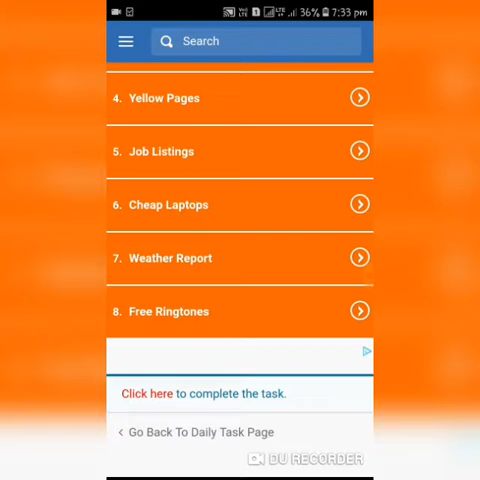 36% 7:33 pm
Search
4. Yellow Pages
5. Job Listings
6. Cheap Laptops
7. Weather Report
8. Free Ringtones
Click here to complete the task.
Go Back To Daily Task Page
DU RECORDER